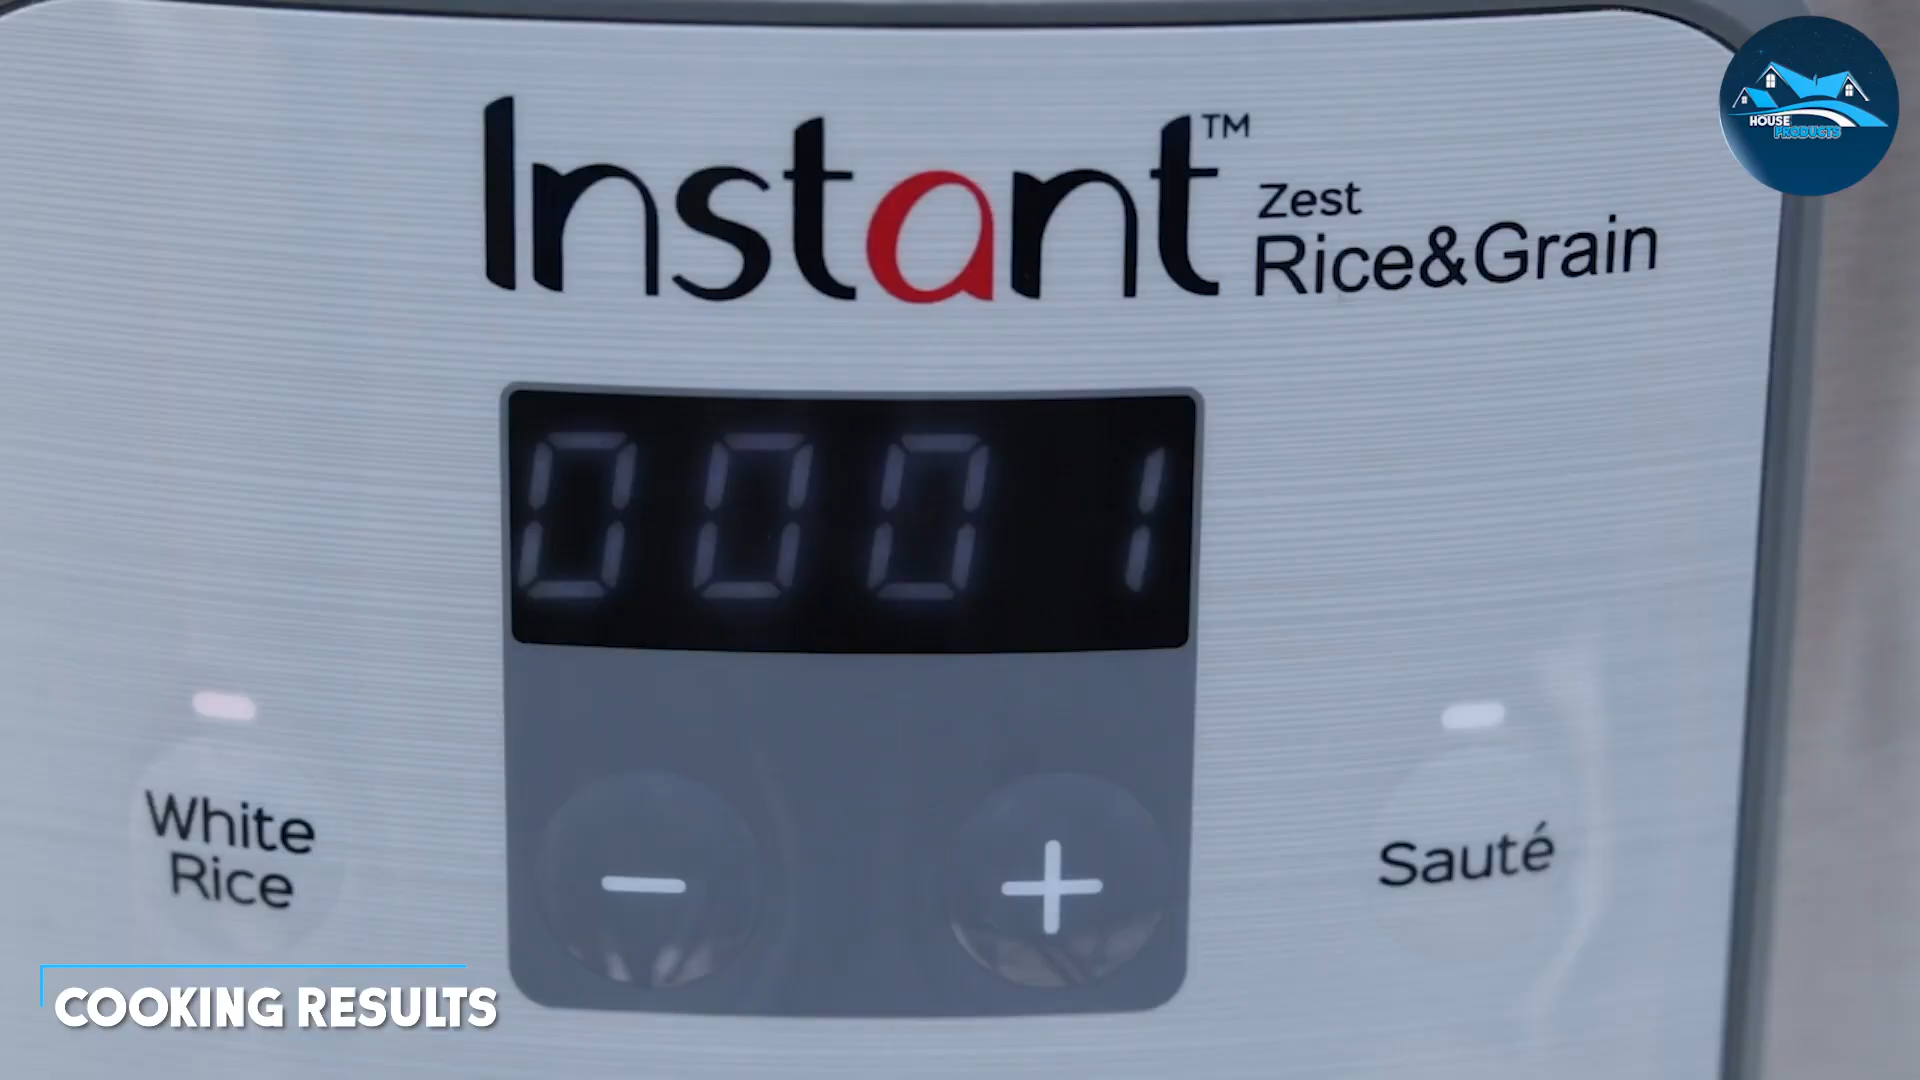 Instant™
Zest
Rice&Grain
0001
White
Rice
−
+
Sauté
HOUSE
PRODUCTS
COOKING RESULTS